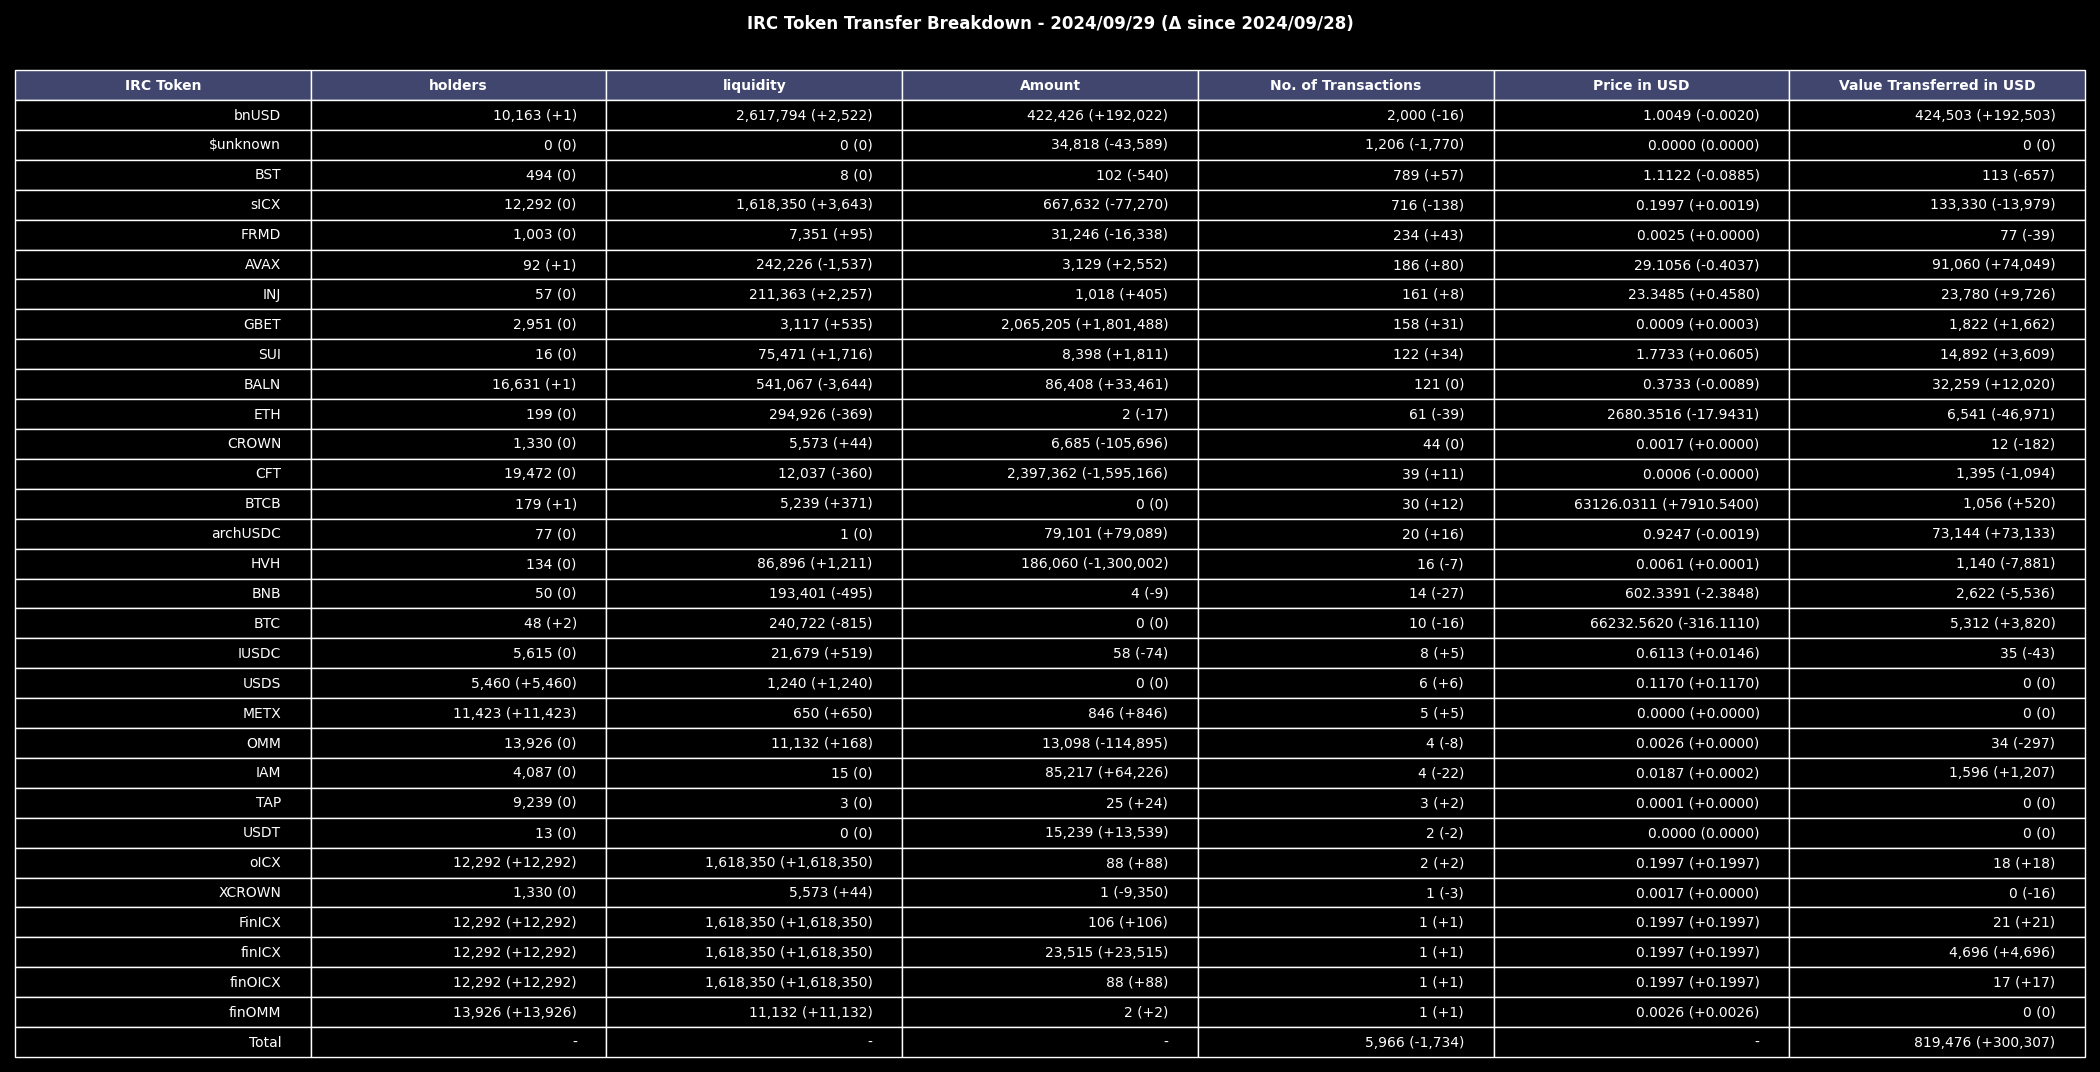 IRC Token Transfer Breakdown - 2024/09/29 (Δ since 2024/09/28)
IRC Token holders liquidity Amount No. of Transactions Price in USD Value Transferred in USD
bnUSD 10,163 (+1) 2,617,794 (+2,522) 422,426 (+192,022) 2,000 (-16) 1.0049 (-0.0020) 424,503 (+192,503)
$unknown 0 (0) 0 (0) 34,818 (-43,589) 1,206 (-1,770) 0.0000 (0.0000) 0 (0)
BST 494 (0) 8 (0) 102 (-540) 789 (+57) 1.1122 (-0.0885) 113 (-657)
sICX 12,292 (0) 1,618,350 (+3,643) 667,632 (-77,270) 716 (-138) 0.1997 (+0.0019) 133,330 (-13,979)
FRMD 1,003 (0) 7,351 (+95) 31,246 (-16,338) 234 (+43) 0.0025 (+0.0000) 77 (-39)
AVAX 92 (+1) 242,226 (-1,537) 3,129 (+2,552) 186 (+80) 29.1056 (-0.4037) 91,060 (+74,049)
INJ 57 (0) 211,363 (+2,257) 1,018 (+405) 161 (+8) 23.3485 (+0.4580) 23,780 (+9,726)
GBET 2,951 (0) 3,117 (+535) 2,065,205 (+1,801,488) 158 (+31) 0.0009 (+0.0003) 1,822 (+1,662)
SUI 16 (0) 75,471 (+1,716) 8,398 (+1,811) 122 (+34) 1.7733 (+0.0605) 14,892 (+3,609)
BALN 16,631 (+1) 541,067 (-3,644) 86,408 (+33,461) 121 (0) 0.3733 (-0.0089) 32,259 (+12,020)
ETH 199 (0) 294,926 (-369) 2 (-17) 61 (-39) 2680.3516 (-17.9431) 6,541 (-46,971)
CROWN 1,330 (0) 5,573 (+44) 6,685 (-105,696) 44 (0) 0.0017 (+0.0000) 12 (-182)
CFT 19,472 (0) 12,037 (-360) 2,397,362 (-1,595,166) 39 (+11) 0.0006 (-0.0000) 1,395 (-1,094)
BTCB 179 (+1) 5,239 (+371) 0 (0) 30 (+12) 63126.0311 (+7910.5400) 1,056 (+520)
archUSDC 77 (0) 1 (0) 79,101 (+79,089) 20 (+16) 0.9247 (-0.0019) 73,144 (+73,133)
HVH 134 (0) 86,896 (+1,211) 186,060 (-1,300,002) 16 (-7) 0.0061 (+0.0001) 1,140 (-7,881)
BNB 50 (0) 193,401 (-495) 4 (-9) 14 (-27) 602.3391 (-2.3848) 2,622 (-5,536)
BTC 48 (+2) 240,722 (-815) 0 (0) 10 (-16) 66232.5620 (-316.1110) 5,312 (+3,820)
IUSDC 5,615 (0) 21,679 (+519) 58 (-74) 8 (+5) 0.6113 (+0.0146) 35 (-43)
USDS 5,460 (+5,460) 1,240 (+1,240) 0 (0) 6 (+6) 0.1170 (+0.1170) 0 (0)
METX 11,423 (+11,423) 650 (+650) 846 (+846) 5 (+5) 0.0000 (+0.0000) 0 (0)
OMM 13,926 (0) 11,132 (+168) 13,098 (-114,895) 4 (-8) 0.0026 (+0.0000) 34 (-297)
IAM 4,087 (0) 15 (0) 85,217 (+64,226) 4 (-22) 0.0187 (+0.0002) 1,596 (+1,207)
TAP 9,239 (0) 3 (0) 25 (+24) 3 (+2) 0.0001 (+0.0000) 0 (0)
USDT 13 (0) 0 (0) 15,239 (+13,539) 2 (-2) 0.0000 (0.0000) 0 (0)
oICX 12,292 (+12,292) 1,618,350 (+1,618,350) 88 (+88) 2 (+2) 0.1997 (+0.1997) 18 (+18)
XCROWN 1,330 (0) 5,573 (+44) 1 (-9,350) 1 (-3) 0.0017 (+0.0000) 0 (-16)
FinICX 12,292 (+12,292) 1,618,350 (+1,618,350) 106 (+106) 1 (+1) 0.1997 (+0.1997) 21 (+21)
finICX 12,292 (+12,292) 1,618,350 (+1,618,350) 23,515 (+23,515) 1 (+1) 0.1997 (+0.1997) 4,696 (+4,696)
finOICX 12,292 (+12,292) 1,618,350 (+1,618,350) 88 (+88) 1 (+1) 0.1997 (+0.1997) 17 (+17)
finOMM 13,926 (+13,926) 11,132 (+11,132) 2 (+2) 1 (+1) 0.0026 (+0.0026) 0 (0)
Total - - - 5,966 (-1,734) - 819,476 (+300,307)